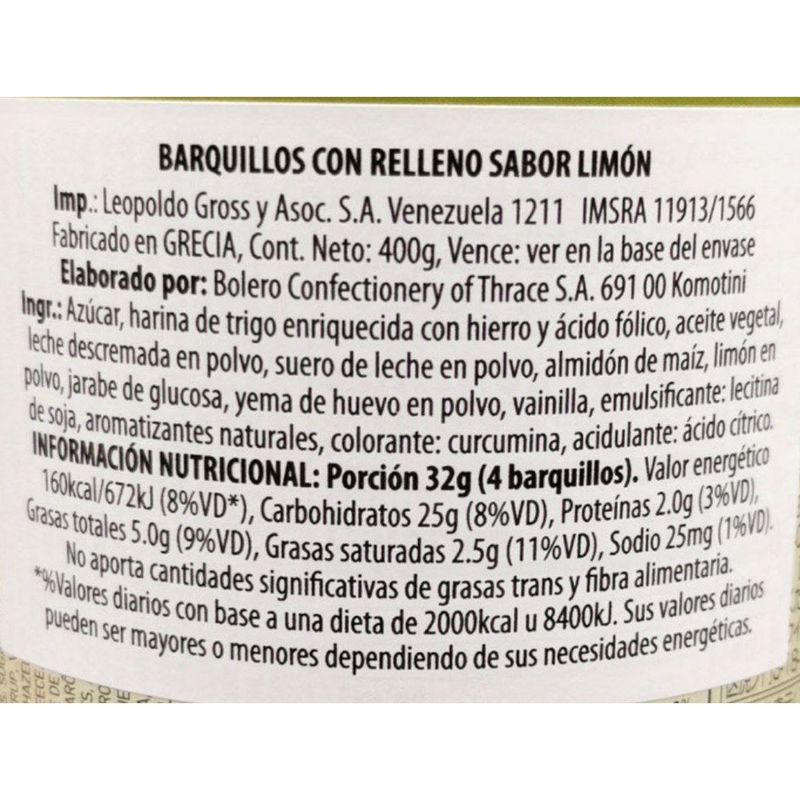 BARQUILLOS CON RELLENO SABOR LIMÓN
Imp.: Leopoldo Gross y Asoc. S.A. Venezuela 1211 IMSRA 11913/1566
Fabricado en GRECIA, Cont. Neto: 400g, Vence: ver en la base del envase
Elaborado por: Bolero Confectionery of Thrace S.A. 691 00 Komotini
Ingr.: Azúcar, harina de trigo enriquecida con hierro y ácido fólico, aceite vegetal,
leche descremada en polvo, suero de leche en polvo, almidón de maíz, limón en
polvo, jarabe de glucosa, yema de huevo en polvo, vainilla, emulsificante: lecitina
de soja, aromatizantes naturales, colorante: curcumina, acidulante: ácido cítrico.
INFORMACIÓN NUTRICIONAL: Porción 32g (4 barquillos). Valor energético
160kcal/672kJ (8%VD*), Carbohidratos 25g (8%VD), Proteínas 2.0g (3%VD),
Grasas totales 5.0g (9%VD), Grasas saturadas 2.5g (11%VD), Sodio 25mg (1%VD).
No aporta cantidades significativas de grasas trans y fibra alimentaria.
*%Valores diarios con base a una dieta de 2000kcal u 8400kJ. Sus valores diarios
pueden ser mayores o menores dependiendo de sus necesidades energéticas.